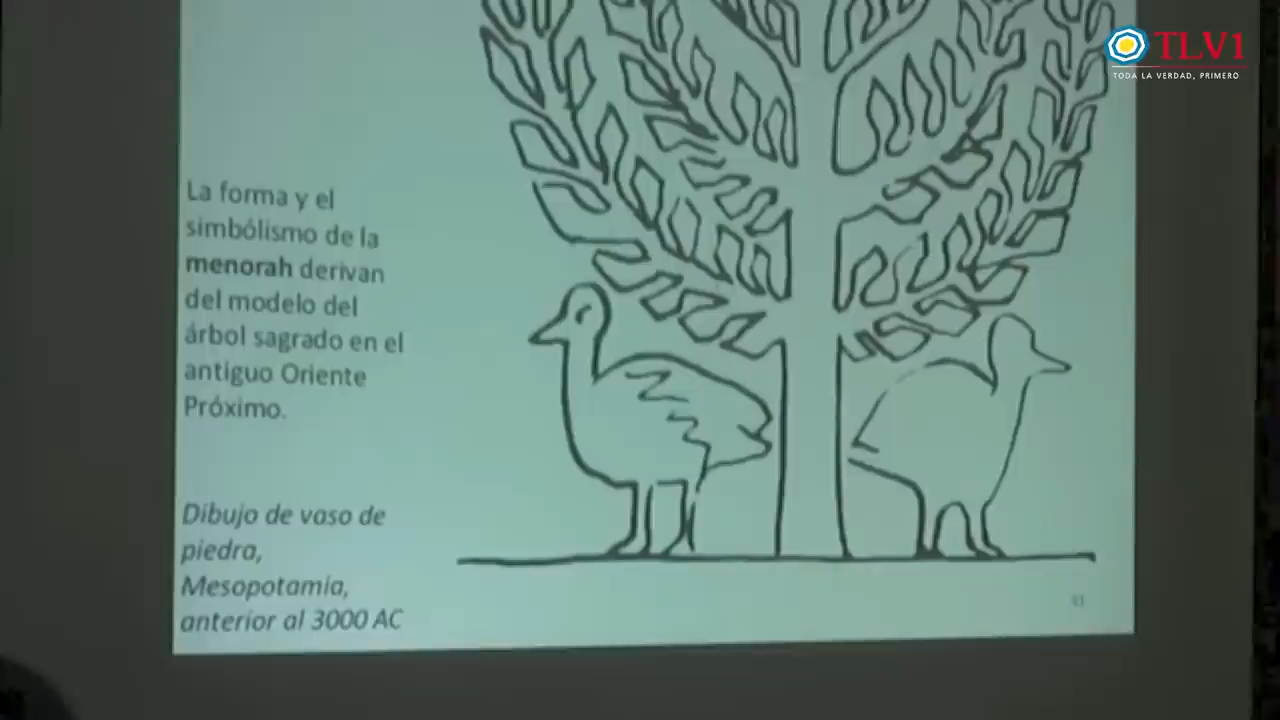 TLV1
TODA LA VERDAD, PRIMERO
La forma y el
simbólismo de la
menorah derivan
del modelo del
árbol sagrado en el
antiguo Oriente
Próximo.
Dibujo de vaso de
piedra,
Mesopotamia,
anterior al 3000 AC